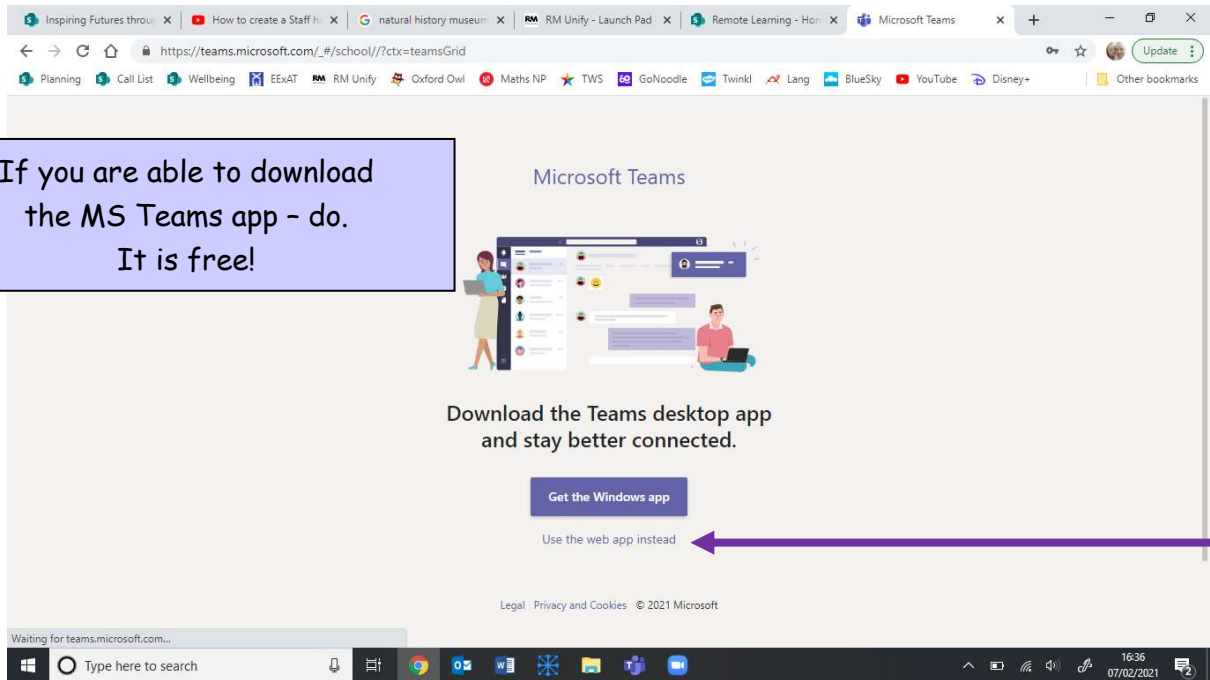 Inspiring Futures throug
How to create a Staff h
natural history museum
RM Unify - Launch Pad
Remote Learning - Hom
Microsoft Teams
https://teams.microsoft.com/_#/school//?ctx=teamsGrid
Update
Planning
Call List
Wellbeing
EExAT
RM RM Unify
Oxford Owl
Maths NP
TWS
GoNoodle
Twinkl
Lang
BlueSky
YouTube
Disney+
Other bookmarks
If you are able to download
the MS Teams app – do.
It is free!
Microsoft Teams
Download the Teams desktop app
and stay better connected.
Get the Windows app
Use the web app instead
Legal Privacy and Cookies © 2021 Microsoft
Waiting for teams.microsoft.com...
Type here to search
16:36
07/02/2021